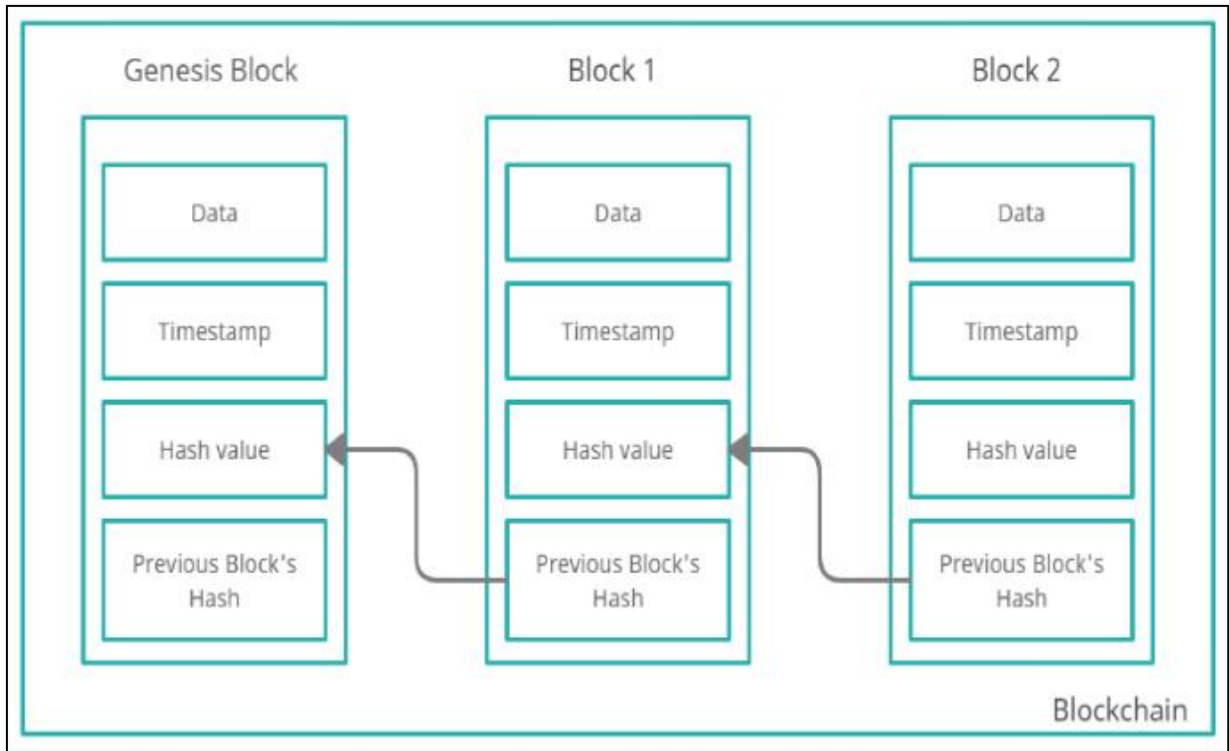 Genesis Block
Data
Timestamp
Hash value
Previous Block's
Hash
Block 1
Data
Timestamp
Hash value
Previous Block's
Hash
Block 2
Data
Timestamp
Hash value
Previous Block's
Hash
Blockchain